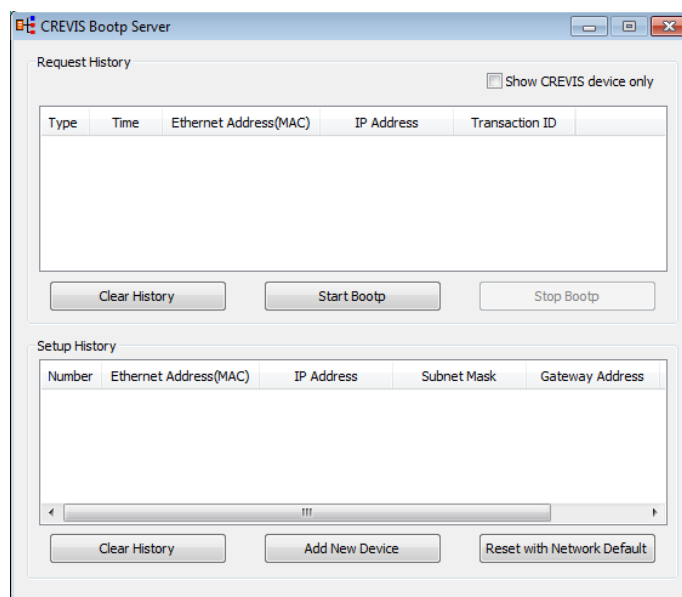 CREVIS Bootp Server
Request History
Show CREVIS device only
Type Time Ethernet Address(MAC) IP Address Transaction ID
Clear History Start Bootp Stop Bootp
Setup History
Number Ethernet Address(MAC) IP Address Subnet Mask Gateway Address
Clear History Add New Device Reset with Network Default